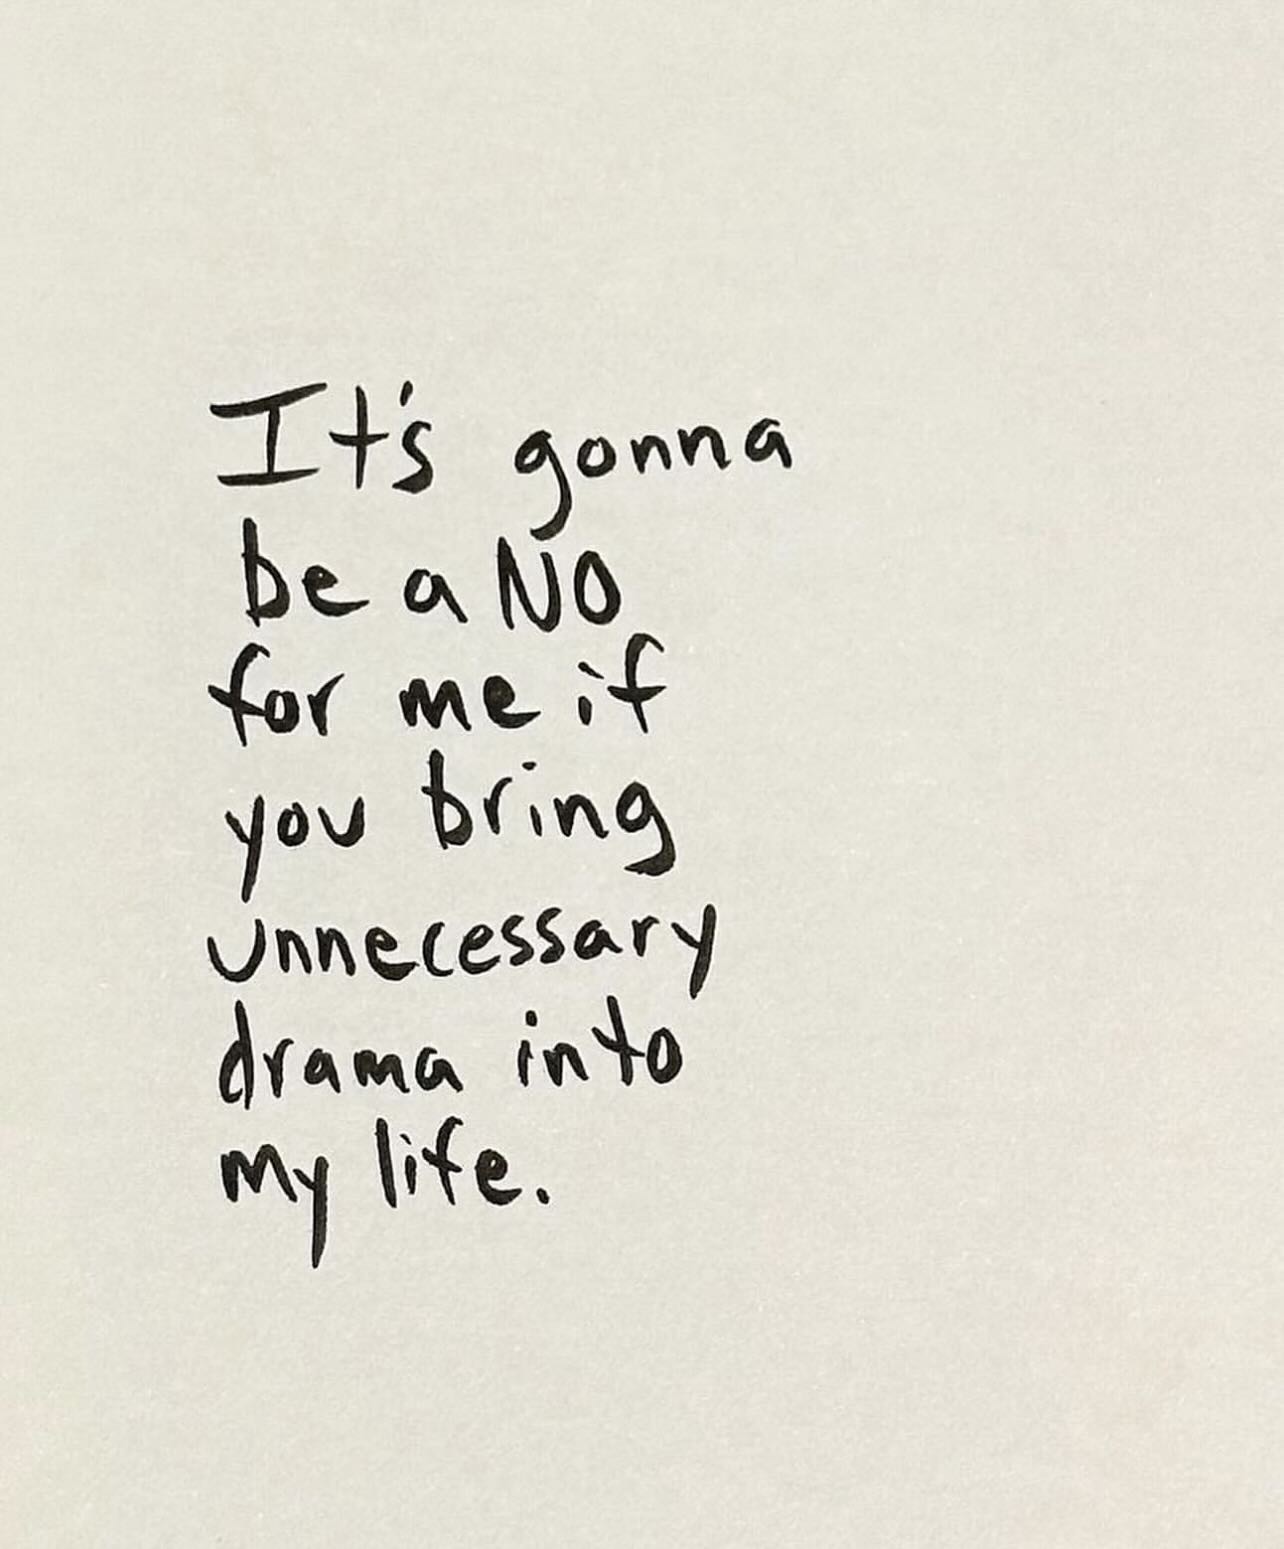 It's gonna
be a NO
for me if
you bring
unnecessary
drama into
my life.